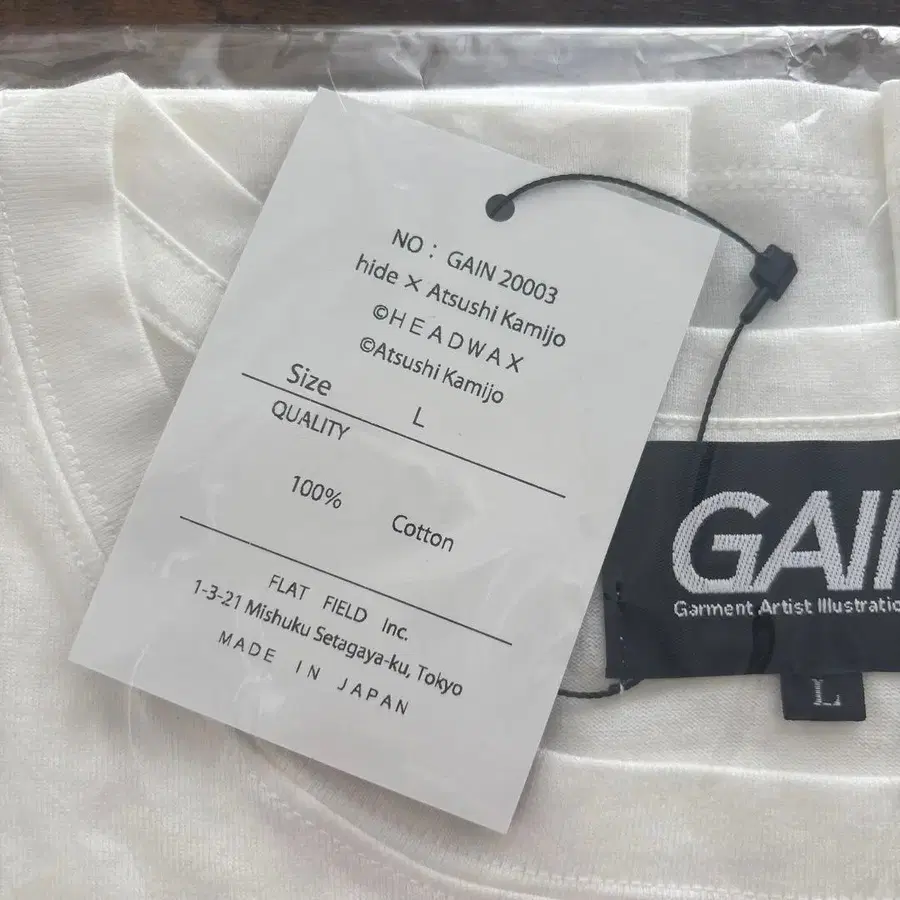 NO : GAIN 20003
hide × Atsushi Kamijo
©HEADWAX
©Atsushi Kamijo
Size L
QUALITY
100% Cotton
FLAT FIELD Inc.
1-3-21 Mishuku Setagaya-ku, Tokyo
MADE IN JAPAN
GAI
Garment Artist Illustratio
L